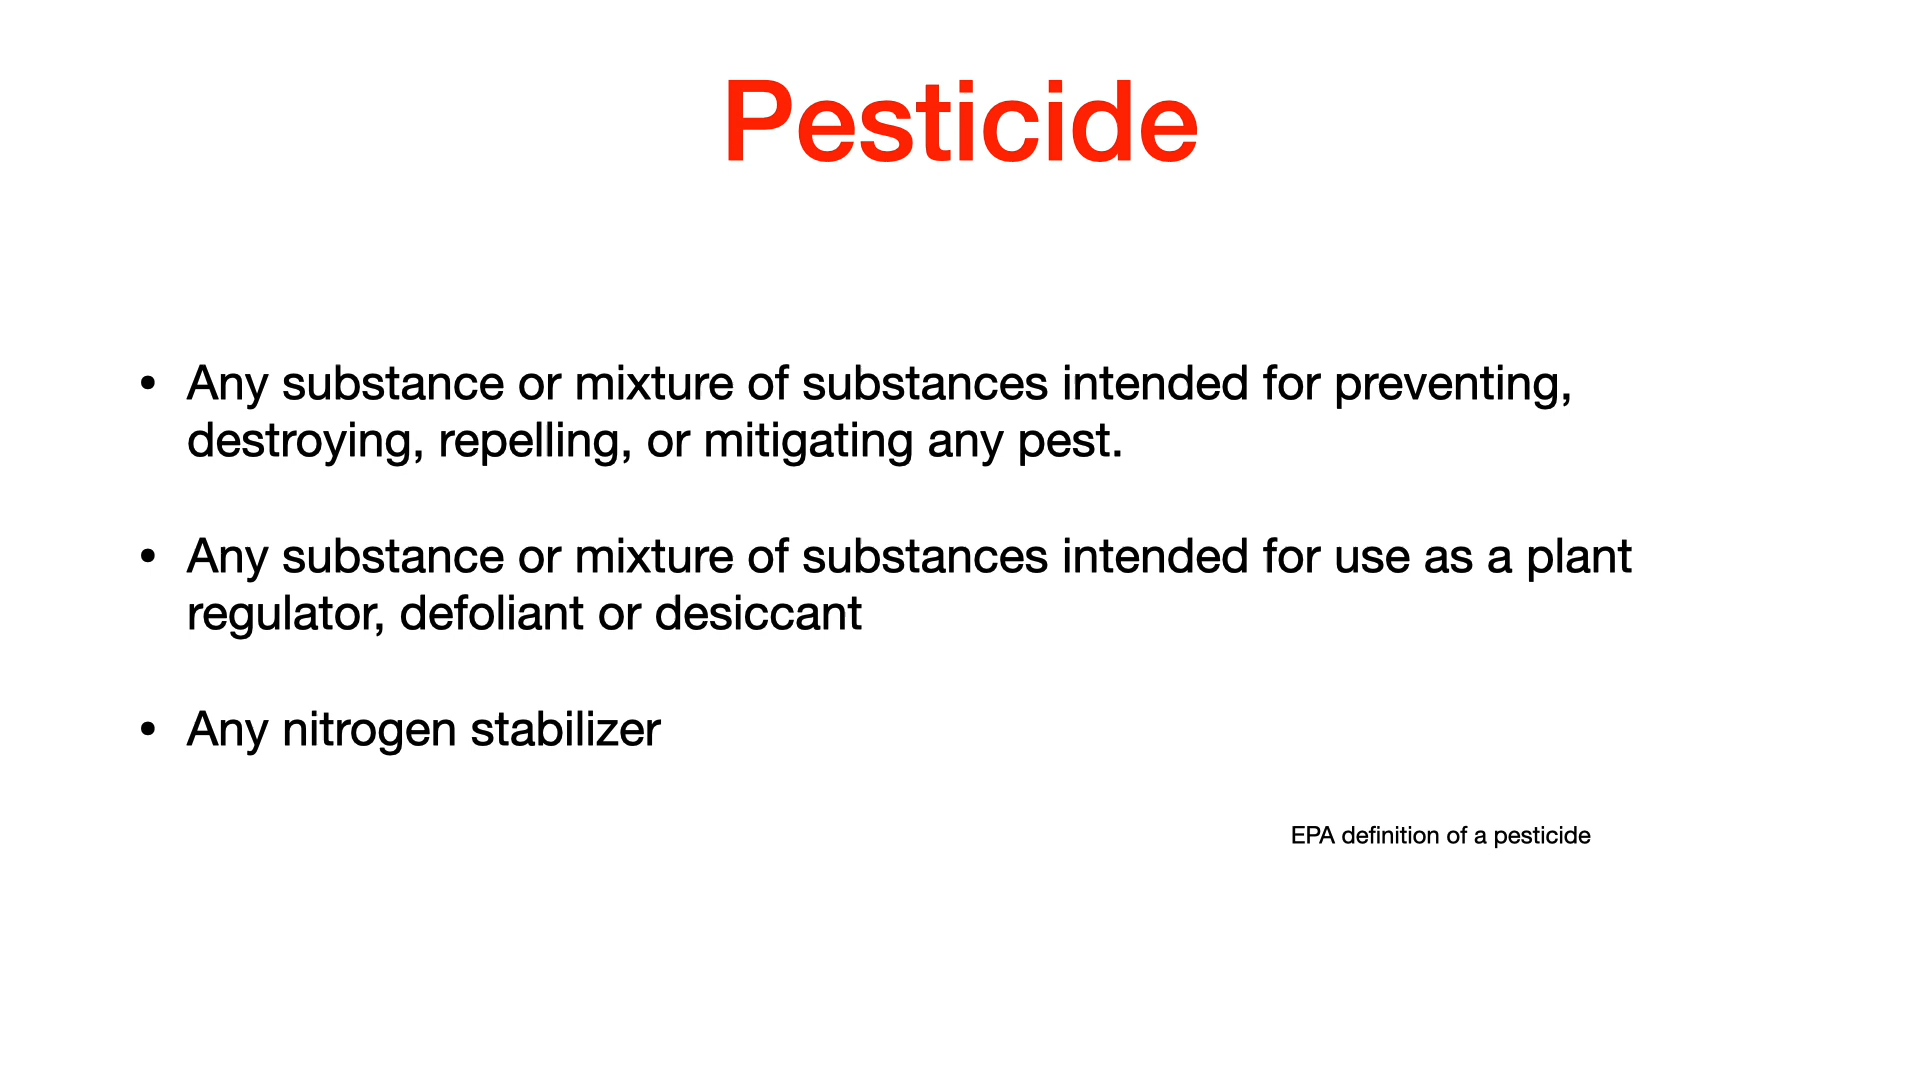 Pesticide
• Any substance or mixture of substances intended for preventing,
destroying, repelling, or mitigating any pest.
• Any substance or mixture of substances intended for use as a plant
regulator, defoliant or desiccant
• Any nitrogen stabilizer
EPA definition of a pesticide